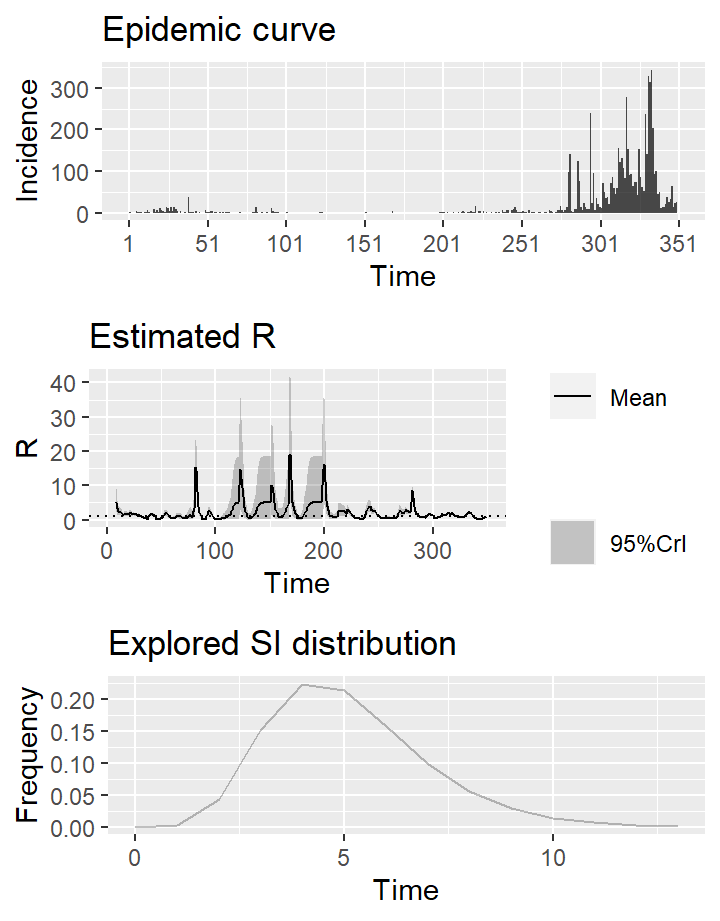 Epidemic curve
Incidence
300
200
100
0
1 51 101 151 201 251 301 351
Time
Estimated R
R
40
30
20
10
0
0 100 200 300
Time
Mean
95%CrI
Explored SI distribution
Frequency
0.20
0.15
0.10
0.05
0.00
0 5 10
Time